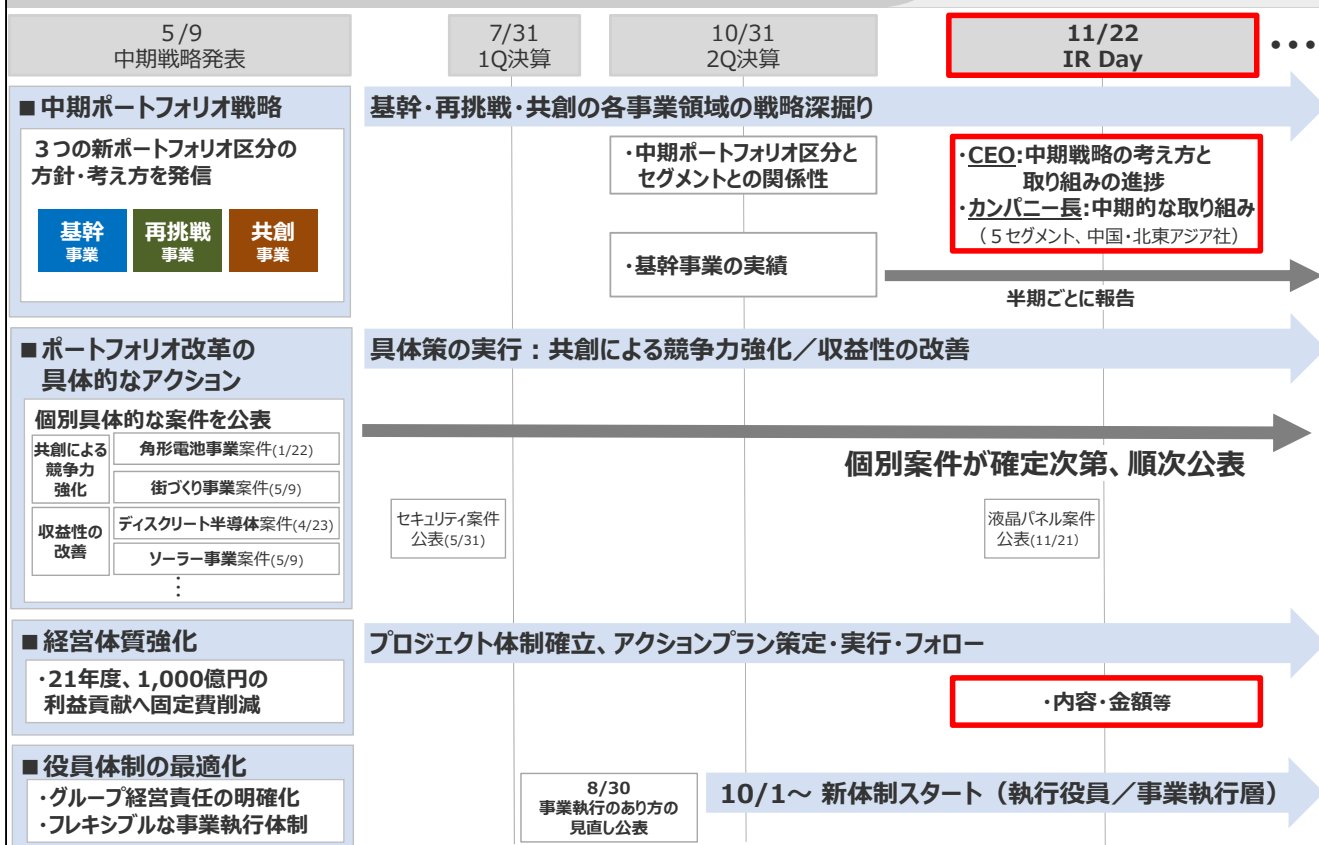 5/9
中期戦略発表
7/31
1Q決算
10/31
2Q決算
11/22
IR Day
•••
■中期ポートフォリオ戦略
3つの新ポートフォリオ区分の
方針・考え方を発信
基幹
事業
再挑戦
事業
共創
事業
基幹・再挑戦・共創の各事業領域の戦略深掘り
・中期ポートフォリオ区分と
セグメントとの関係性
・基幹事業の実績
・CEO:中期戦略の考え方と
取り組みの進捗
・カンパニー長:中期的な取り組み
(5セグメント、中国・北東アジア社)
半期ごとに報告
■ポートフォリオ改革の
具体的なアクション
個別具体的な案件を公表
共創による
競争力
強化
角形電池事業案件(1/22)
街づくり事業案件(5/9)
収益性の
改善
ディスクリート半導体案件(4/23)
ソーラー事業案件(5/9)
⋮
具体策の実行：共創による競争力強化／収益性の改善
個別案件が確定次第、順次公表
セキュリティ案件
公表(5/31)
液晶パネル案件
公表(11/21)
■経営体質強化
・21年度、1,000億円の
利益貢献へ固定費削減
プロジェクト体制確立、アクションプラン策定・実行・フォロー
・内容・金額等
■役員体制の最適化
・グループ経営責任の明確化
・フレキシブルな事業執行体制
8/30
事業執行のあり方の
見直し公表
10/1～ 新体制スタート（執行役員／事業執行層）